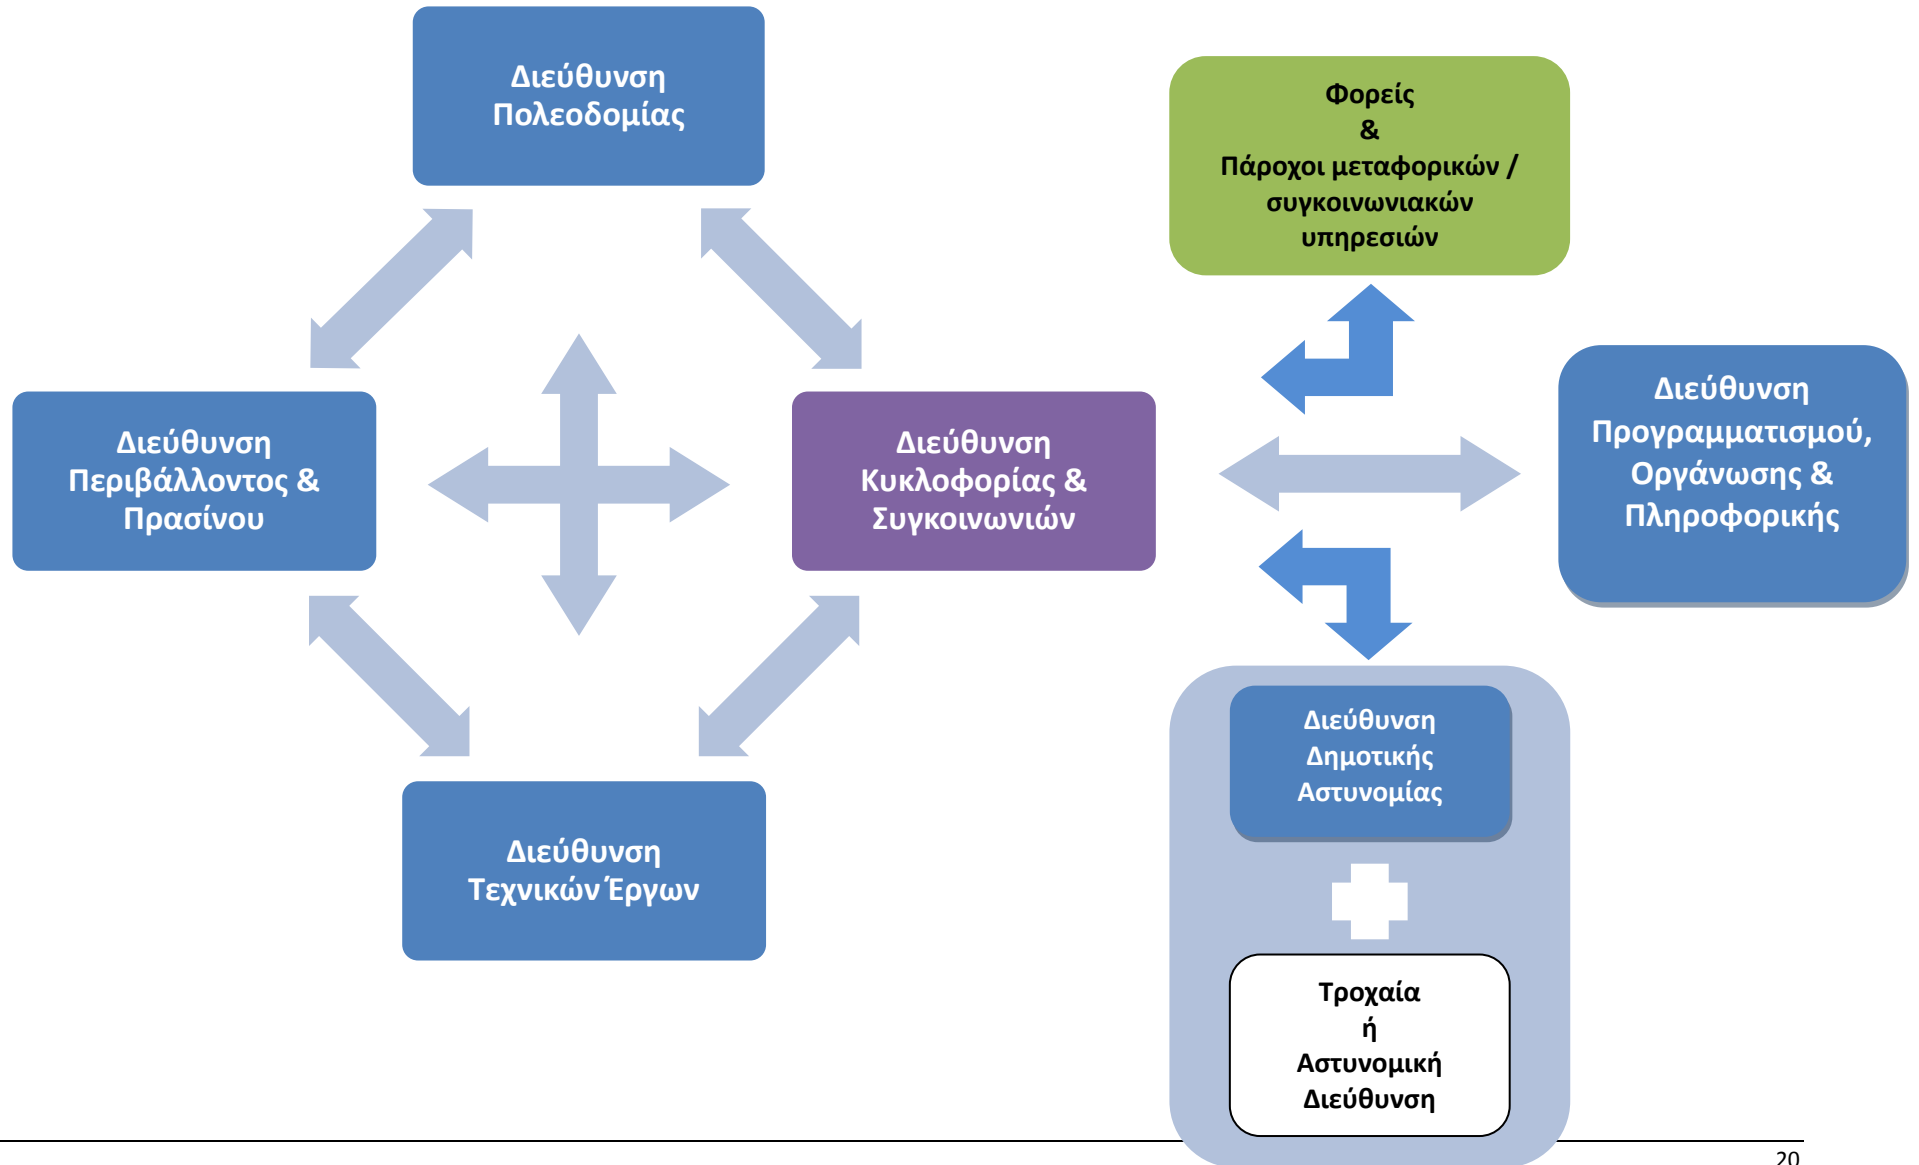 Διεύθυνση
Πολεοδομίας
Φορείς
&
Πάροχοι μεταφορικών /
συγκοινωνιακών
υπηρεσιών
Διεύθυνση
Περιβάλλοντος &
Πρασίνου
Διεύθυνση
Κυκλοφορίας &
Συγκοινωνιών
Διεύθυνση
Προγραμματισμού,
Οργάνωσης &
Πληροφορικής
Διεύθυνση
Τεχνικών Έργων
Διεύθυνση
Δημοτικής
Αστυνομίας
Τροχαία
ή
Αστυνομική
Διεύθυνση
20